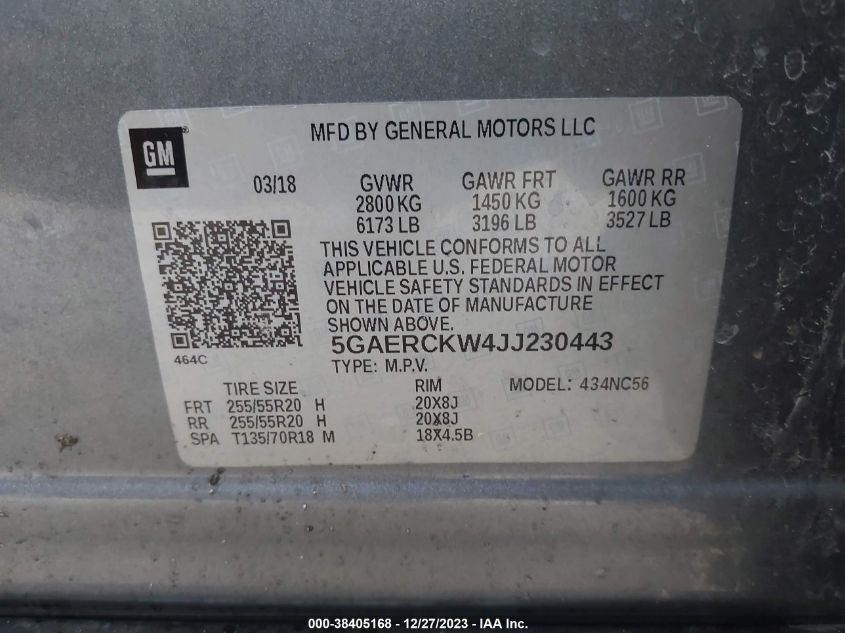 MFD BY GENERAL MOTORS LLC
GM
03/18 GVWR GAWR FRT GAWR RR
2800 KG 1450 KG 1600 KG
6173 LB 3196 LB 3527 LB
THIS VEHICLE CONFORMS TO ALL
APPLICABLE U.S. FEDERAL MOTOR
VEHICLE SAFETY STANDARDS IN EFFECT
ON THE DATE OF MANUFACTURE
SHOWN ABOVE.
5GAERCKW4JJ230443
464C
TYPE: M.P.V.
TIRE SIZE RIM MODEL: 434NC56
FRT 255/55R20 H 20X8J
RR 255/55R20 H 20X8J
SPA T135/70R18 M 18X4.5B
000-38405168 - 12/27/2023 - IAA Inc.